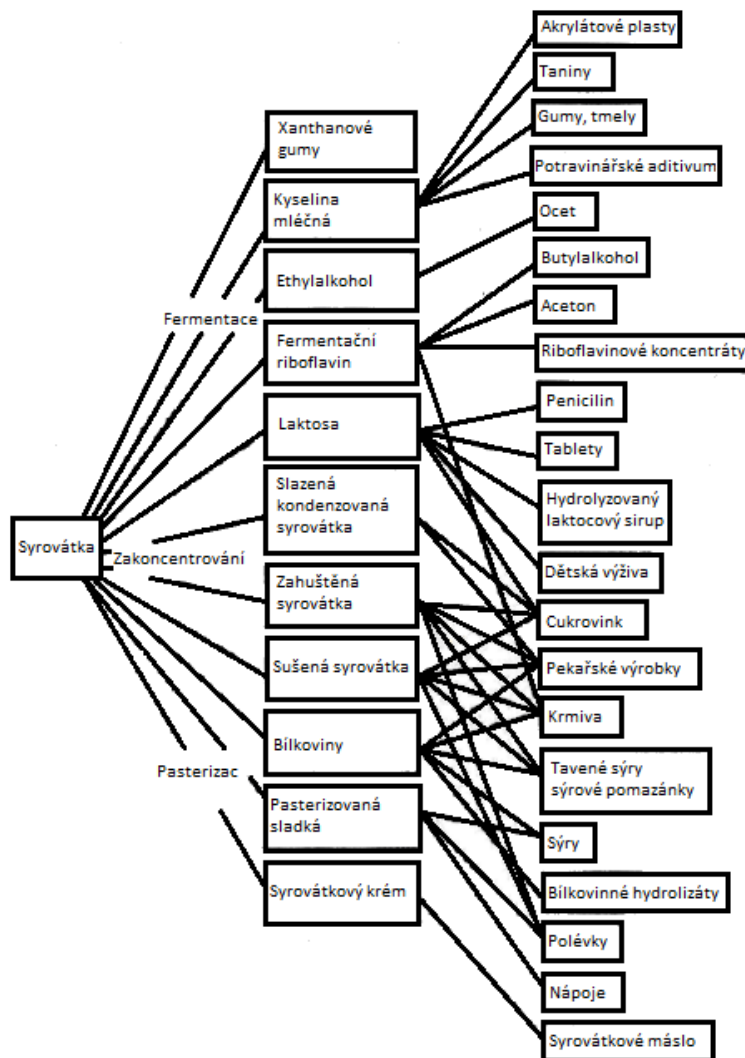 Syrovátka
Fermentace
Zakoncentrování
Pasterizac
Xanthanové
gumy
Kyselina
mléčná
Ethylalkohol
Fermentační
riboflavin
Laktosa
Slazená
kondenzovaná
syrovátka
Zahuštěná
syrovátka
Sušená syrovátka
Bílkoviny
Pasterizovaná
sladká
Syrovátkový krém
Akrylátové plasty
Taniny
Gumy, tmely
Potravinářské aditivum
Ocet
Butylalkohol
Aceton
Riboflavinové koncentráty
Penicilin
Tablety
Hydrolyzovaný
laktocový sirup
Dětská výživa
Cukrovink
Pekařské výrobky
Krmiva
Tavené sýry
sýrové pomazánky
Sýry
Bílkovinné hydrolizáty
Polévky
Nápoje
Syrovátkové máslo